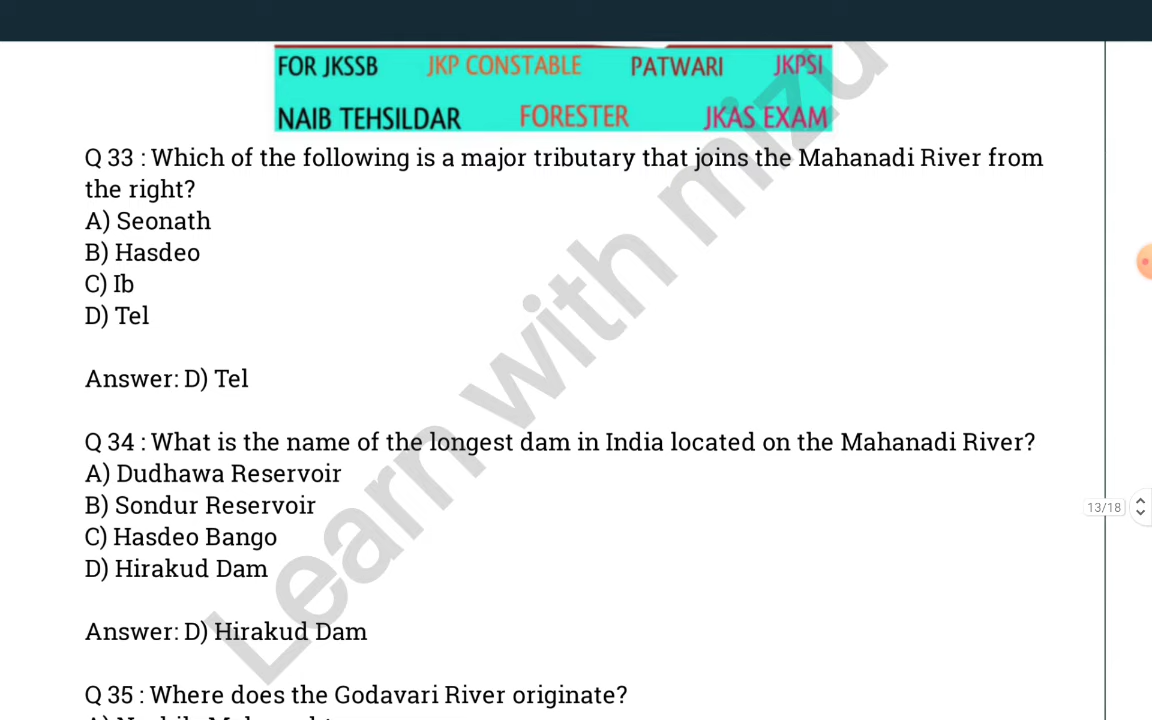 FOR JKSSB JKP CONSTABLE PATWARI JKPSI
NAIB TEHSILDAR FORESTER JKAS EXAM
Q 33 : Which of the following is a major tributary that joins the Mahanadi River from
the right?
A) Seonath
B) Hasdeo
C) Ib
D) Tel
Answer: D) Tel
Q 34 : What is the name of the longest dam in India located on the Mahanadi River?
A) Dudhawa Reservoir
B) Sondur Reservoir
C) Hasdeo Bango
D) Hirakud Dam
13/18
Answer: D) Hirakud Dam
Q 35 : Where does the Godavari River originate?
Learn with mizu